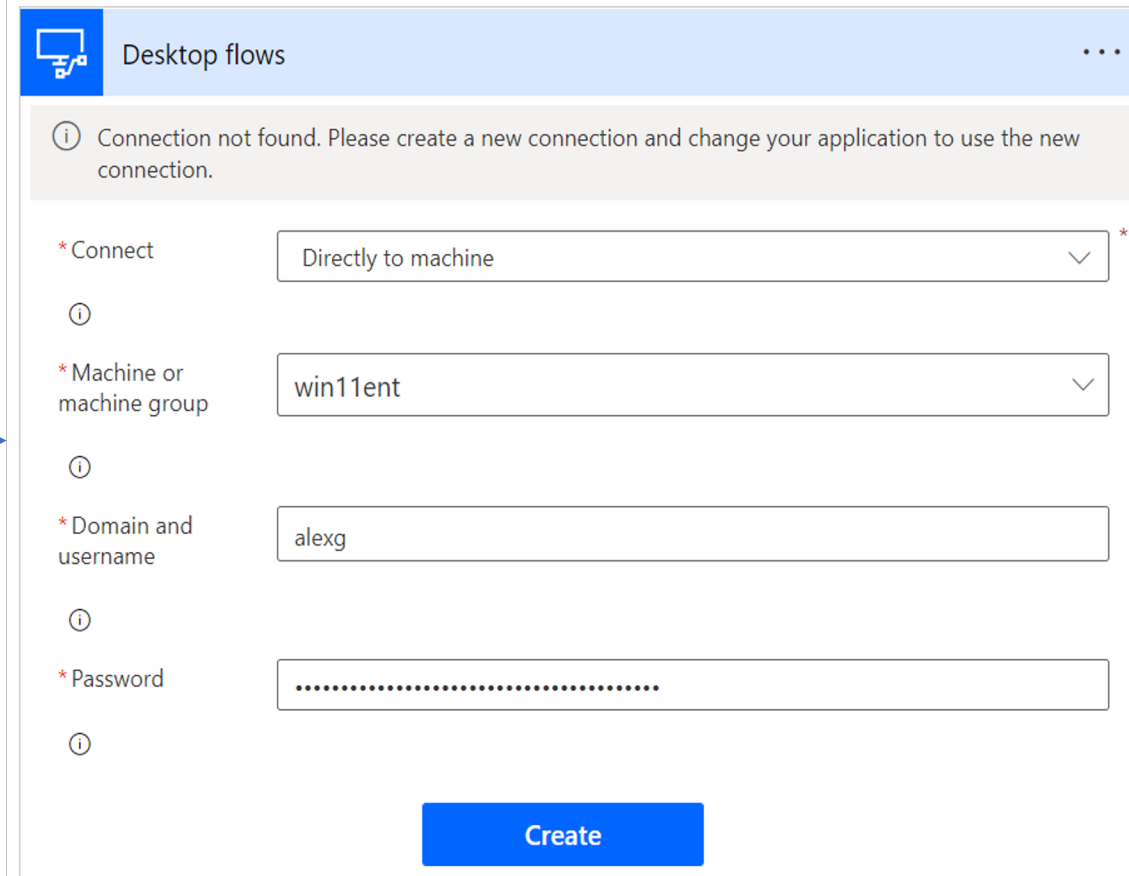 Desktop flows
Connection not found. Please create a new connection and change your application to use the new
connection.
* Connect
Directly to machine
*
* Machine or
machine group
win11ent
* Domain and
username
alexg
* Password
••••••••••••••••••••••••••••••••••••••••
Create